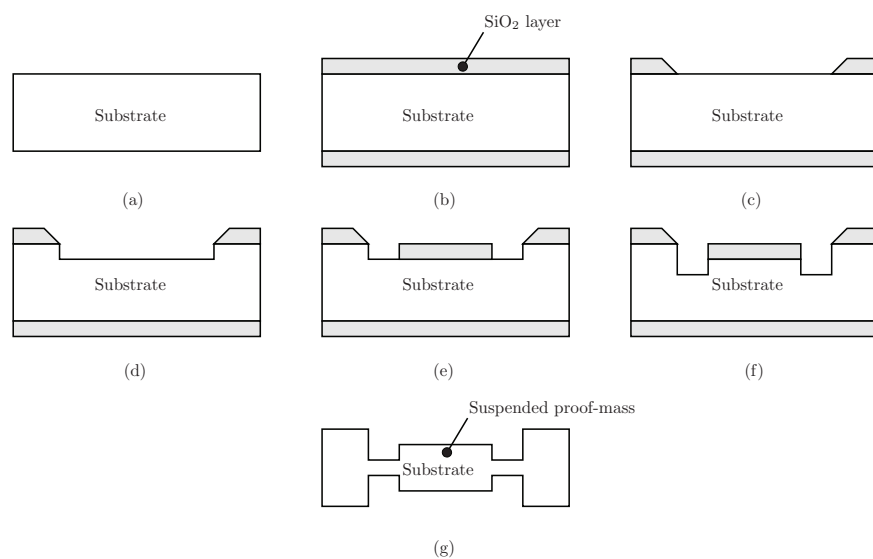 SiO₂ layer
Substrate
Substrate
Substrate
(a)
(b)
(c)
Substrate
Substrate
Substrate
(d)
(e)
(f)
Suspended proof-mass
Substrate
(g)